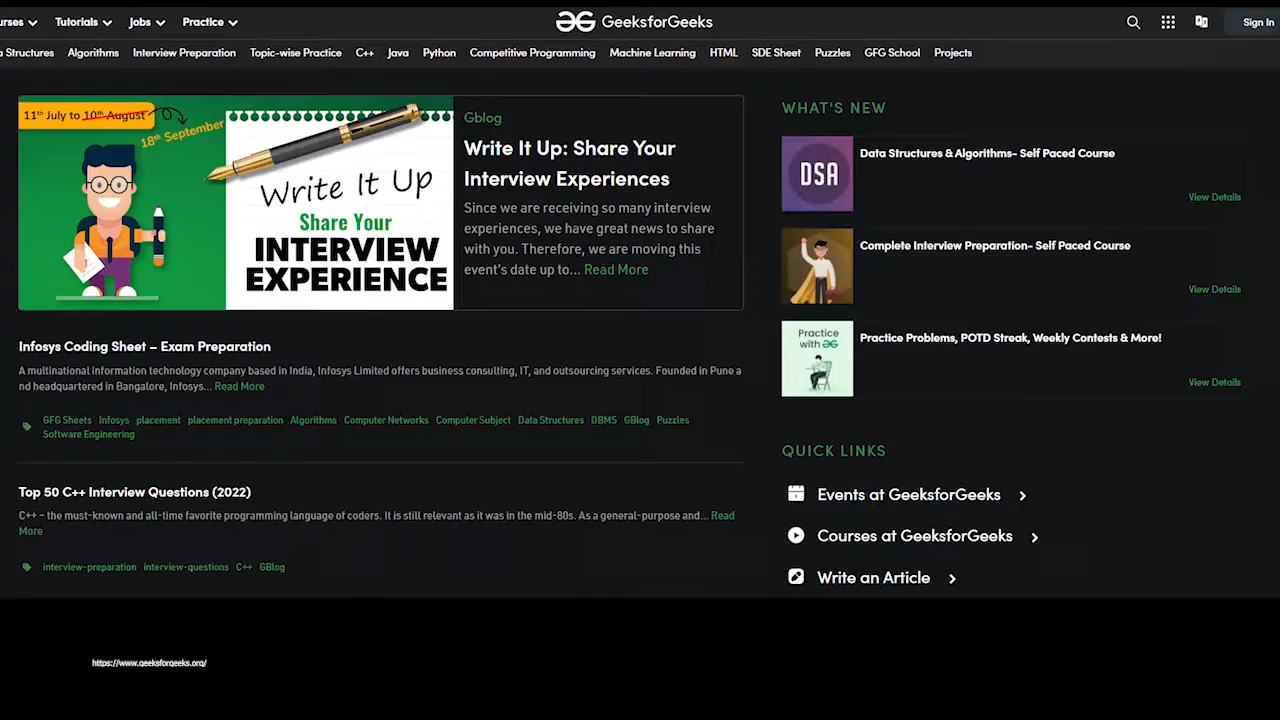 urses Tutorials Jobs Practice GeeksforGeeks Sign In
a Structures Algorithms Interview Preparation Topic-wise Practice C++ Java Python Competitive Programming Machine Learning HTML SDE Sheet Puzzles GFG School Projects
11th July to 10th August
18th September
Write It Up
Share Your
INTERVIEW
EXPERIENCE
Gblog
Write It Up: Share Your
Interview Experiences
Since we are receiving so many interview
experiences, we have great news to share
with you. Therefore, we are moving this
event's date up to... Read More
Infosys Coding Sheet – Exam Preparation
A multinational information technology company based in India, Infosys Limited offers business consulting, IT, and outsourcing services. Founded in Pune a
nd headquartered in Bangalore, Infosys... Read More
GFG Sheets Infosys placement placement preparation Algorithms Computer Networks Computer Subject Data Structures DBMS GBlog Puzzles
Software Engineering
Top 50 C++ Interview Questions (2022)
C++ – the must-known and all-time favorite programming language of coders. It is still relevant as it was in the mid-80s. As a general-purpose and... Read
More
interview-preparation interview-questions C++ GBlog
WHAT'S NEW
DSA
Data Structures & Algorithms- Self Paced Course
View Details
Complete Interview Preparation- Self Paced Course
View Details
Practice
with
Practice Problems, POTD Streak, Weekly Contests & More!
View Details
QUICK LINKS
Events at GeeksforGeeks
Courses at GeeksforGeeks
Write an Article
https://www.geeksforgeeks.org/